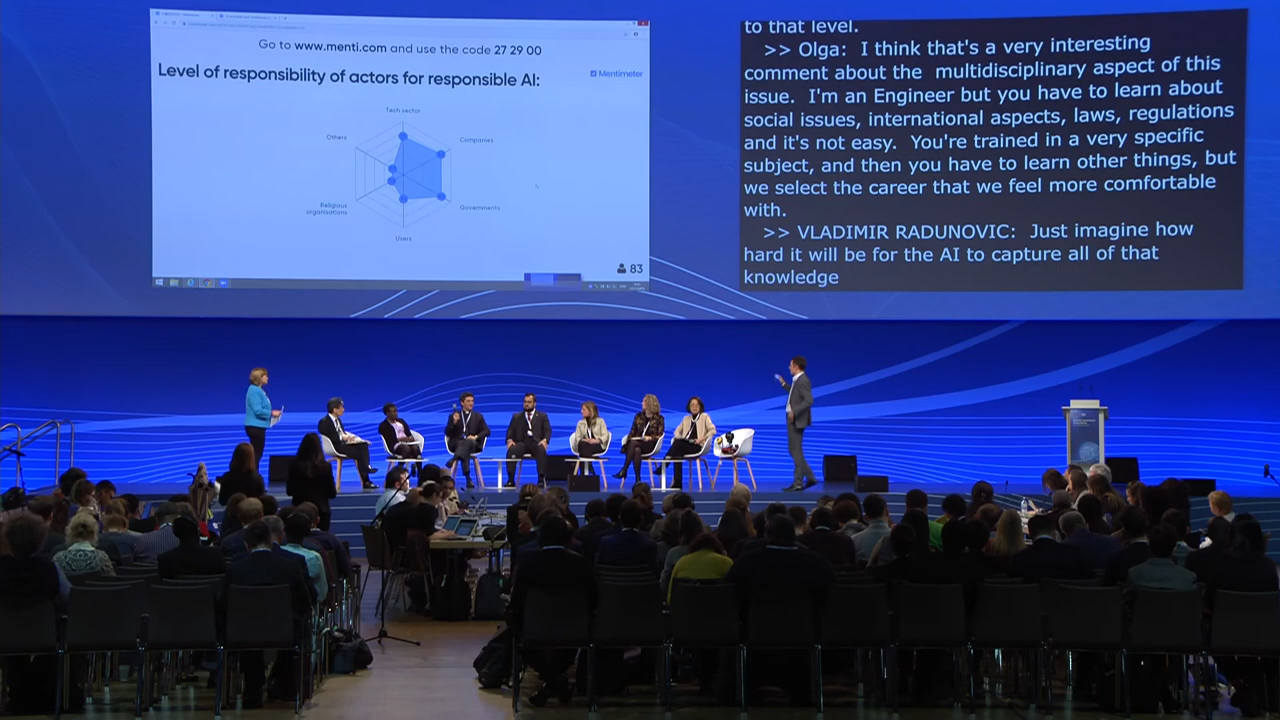 Go to www.menti.com and use the code 27 29 00
Level of responsibility of actors for responsible AI:
Mentimeter
Tech sector
Others
Companies
Religious
organisations
Governments
Users
83
to that level.
>> Olga: I think that's a very interesting
comment about the multidisciplinary aspect of this
issue. I'm an Engineer but you have to learn about
social issues, international aspects, laws, regulations
and it's not easy. You're trained in a very specific
subject, and then you have to learn other things, but
we select the career that we feel more comfortable
with.
>> VLADIMIR RADUNOVIC: Just imagine how
hard it will be for the AI to capture all of that
knowledge